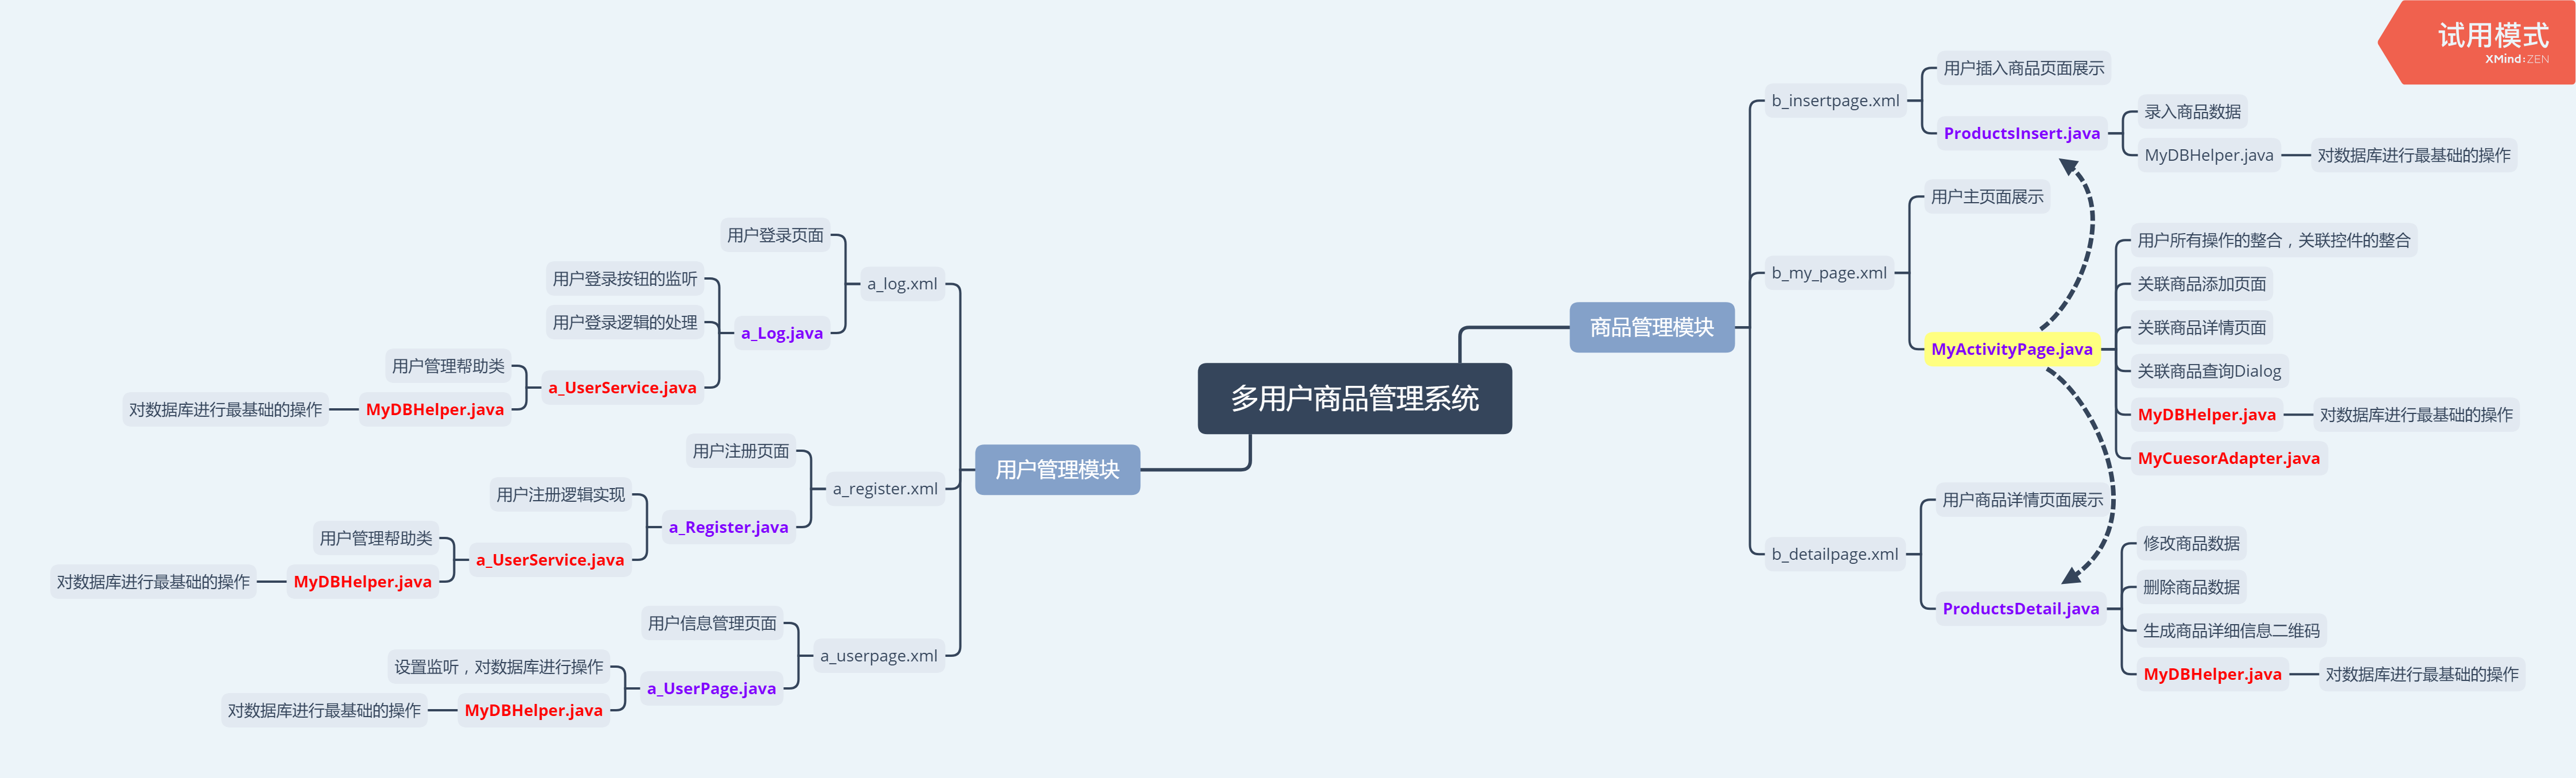 试用模式
XMind:ZEN
多用户商品管理系统
商品管理模块
b_insertpage.xml
用户插入商品页面展示
ProductsInsert.java
录入商品数据
MyDBHelper.java
对数据库进行最基础的操作
b_my_page.xml
用户主页面展示
MyActivityPage.java
用户所有操作的整合，关联控件的整合
关联商品添加页面
关联商品详情页面
关联商品查询Dialog
MyDBHelper.java
对数据库进行最基础的操作
MyCuesorAdapter.java
b_detailpage.xml
用户商品详情页面展示
ProductsDetail.java
修改商品数据
删除商品数据
生成商品详细信息二维码
MyDBHelper.java
对数据库进行最基础的操作
用户管理模块
a_log.xml
用户登录页面
a_Log.java
用户登录按钮的监听
用户登录逻辑的处理
a_UserService.java
用户管理帮助类
MyDBHelper.java
对数据库进行最基础的操作
a_register.xml
用户注册页面
a_Register.java
用户注册逻辑实现
a_UserService.java
用户管理帮助类
MyDBHelper.java
对数据库进行最基础的操作
a_userpage.xml
用户信息管理页面
a_UserPage.java
设置监听，对数据库进行操作
MyDBHelper.java
对数据库进行最基础的操作